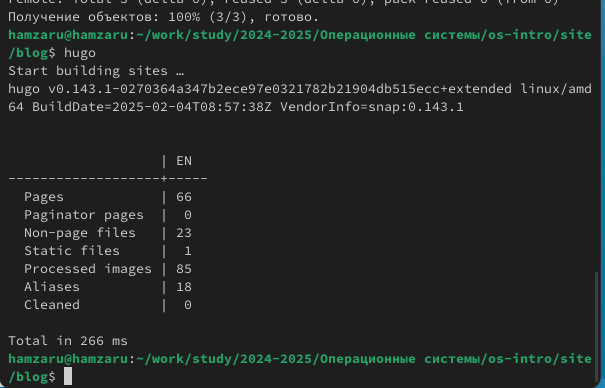 remote: Total 3 (delta 0), reused 3 (delta 0), pack-reused 0 (from 0)
Получение объектов: 100% (3/3), готово.
hamzaru@hamzaru:~/work/study/2024-2025/Операционные системы/os-intro/site
/blog$ hugo
Start building sites …
hugo v0.143.1-0270364a347b2ece97e0321782b21904db515ecc+extended linux/amd
64 BuildDate=2025-02-04T08:57:38Z VendorInfo=snap:0.143.1
                   | EN
-------------------+-----
  Pages            | 66
  Paginator pages  |  0
  Non-page files   | 23
  Static files     |  1
  Processed images | 85
  Aliases          | 18
  Cleaned          |  0
Total in 266 ms
hamzaru@hamzaru:~/work/study/2024-2025/Операционные системы/os-intro/site
/blog$